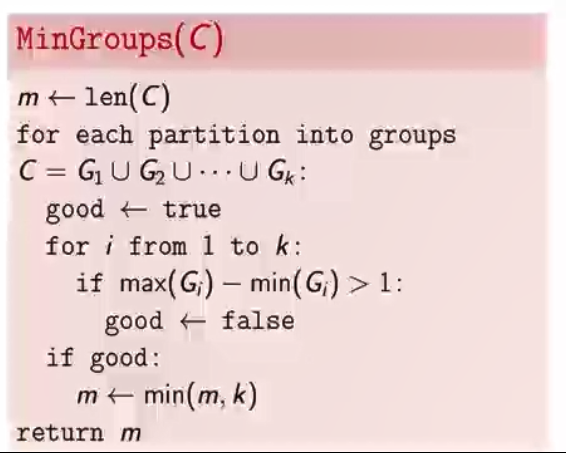 MinGroups(C)
m ← len(C)
for each partition into groups
C = G₁ ∪ G₂ ∪ ⋯ ∪ Gₖ:
good ← true
for i from 1 to k:
if max(Gᵢ) − min(Gᵢ) > 1:
good ← false
if good:
m ← min(m, k)
return m